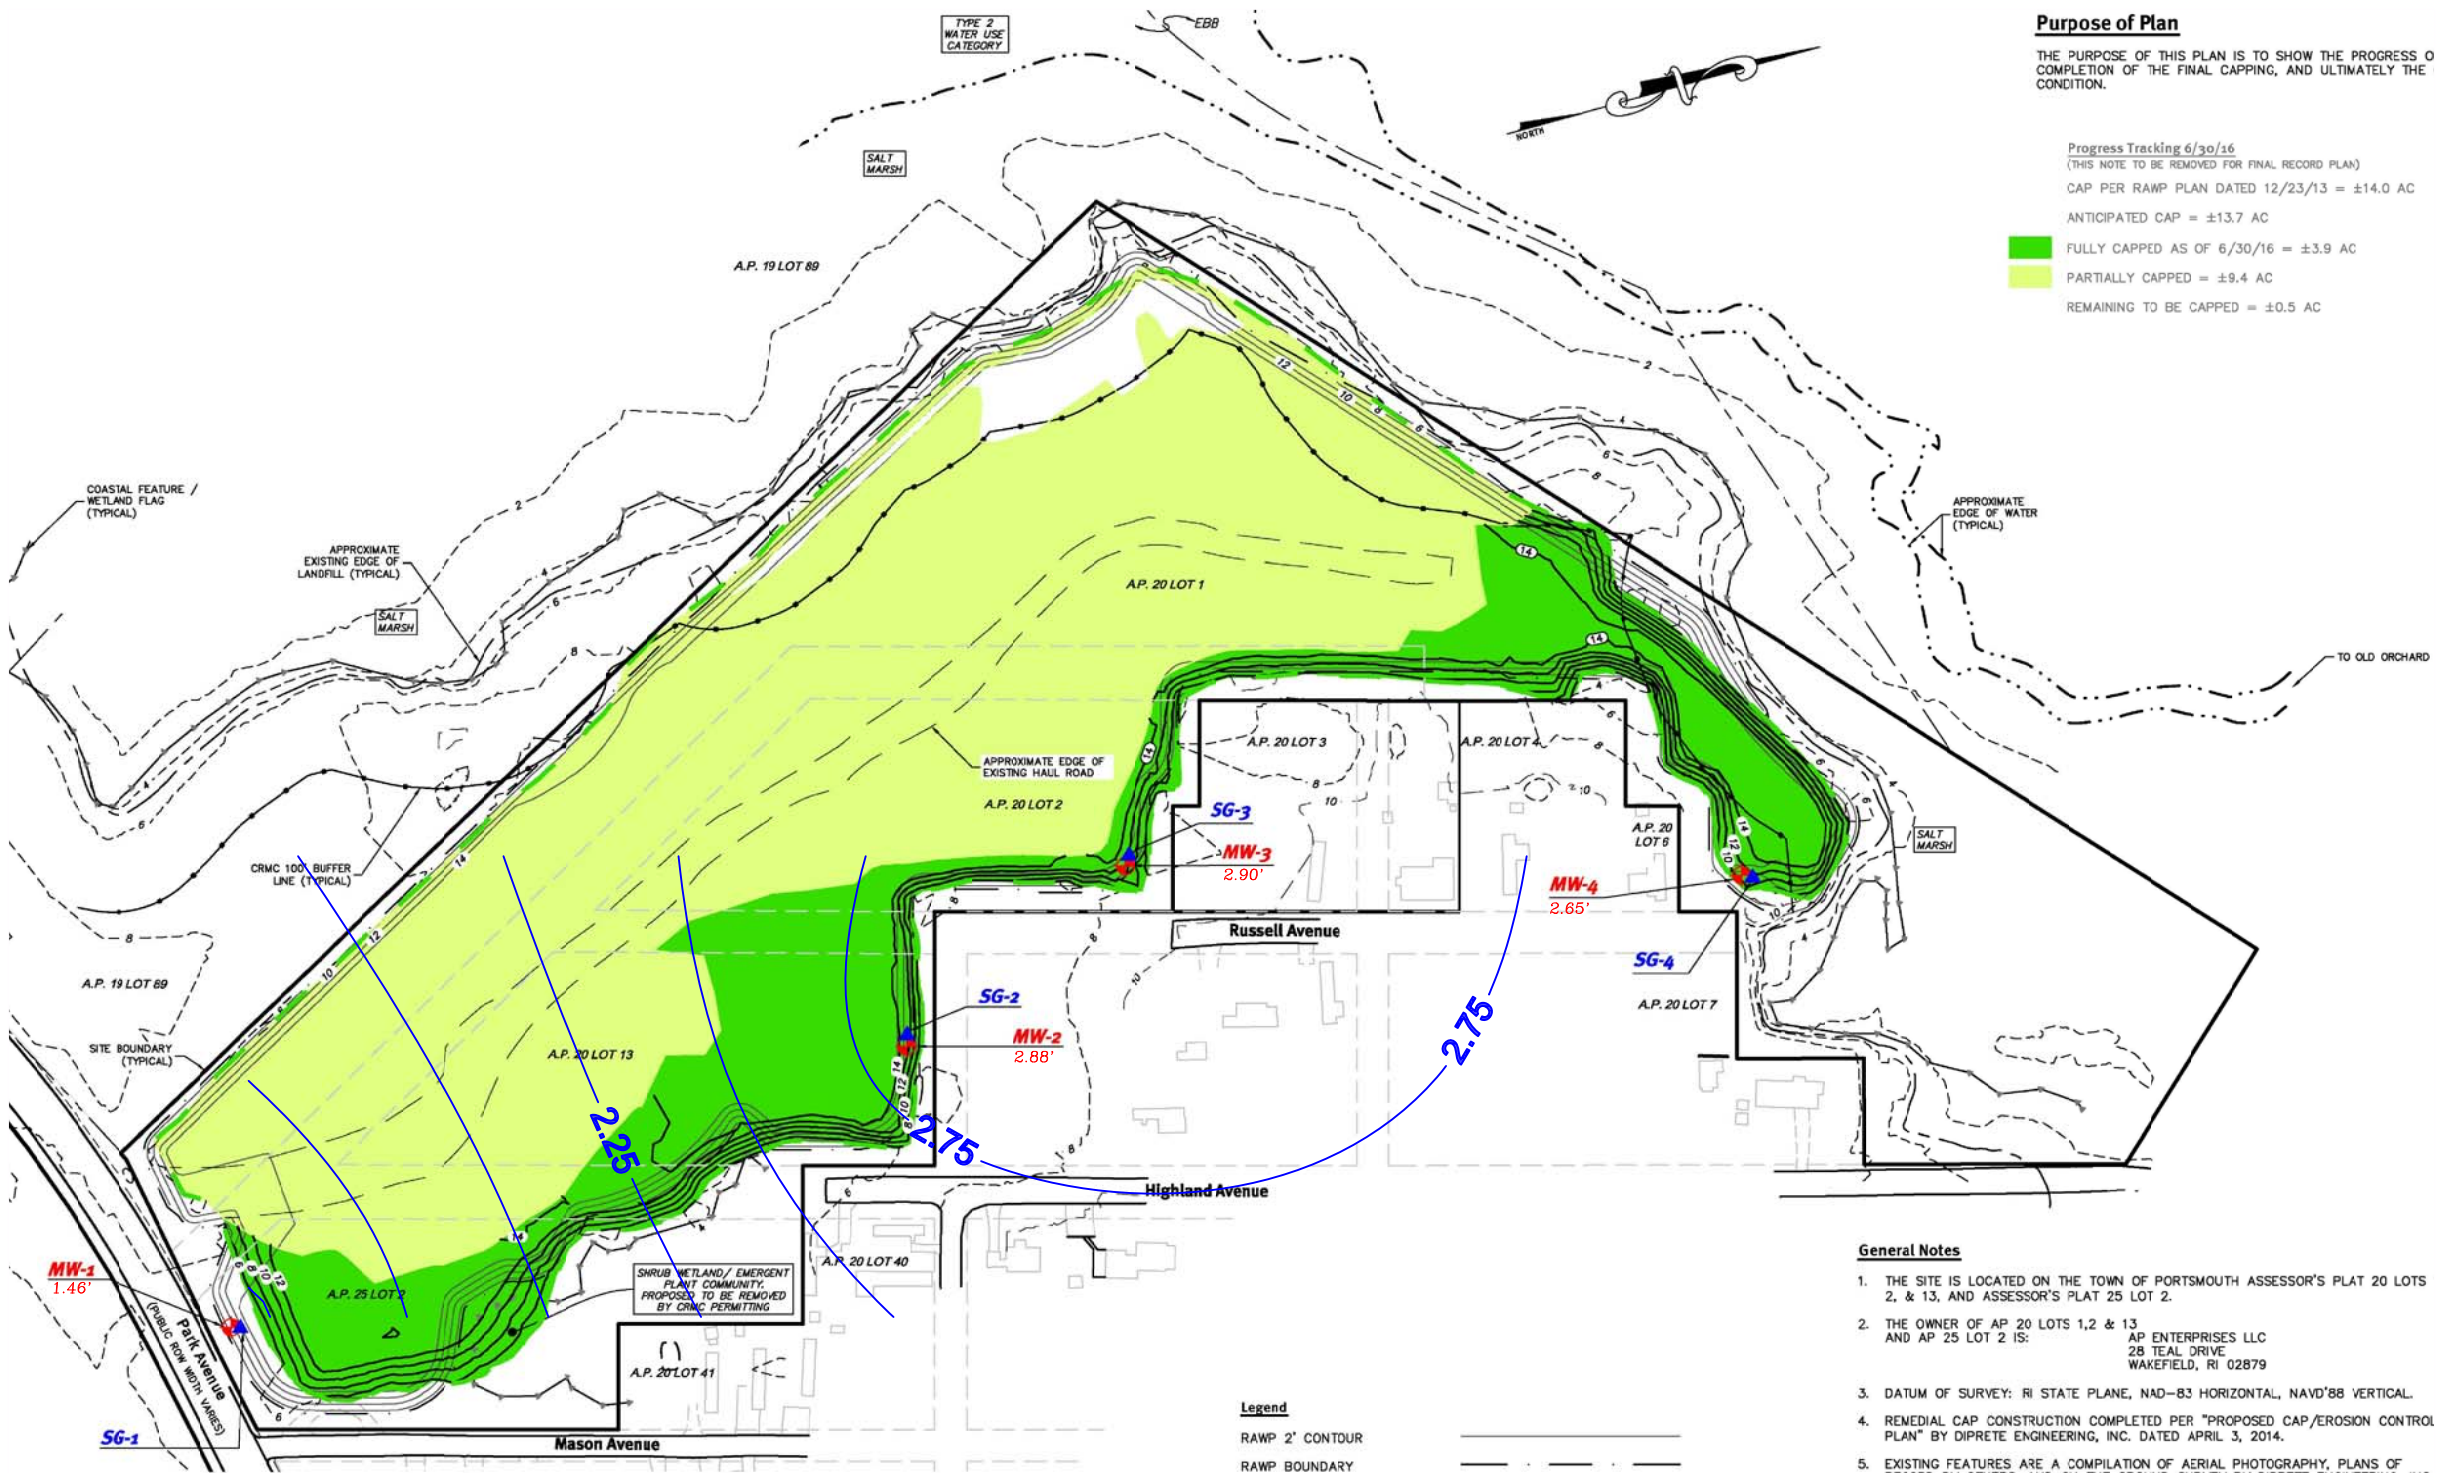 Purpose of Plan
THE PURPOSE OF THIS PLAN IS TO SHOW THE PROGRESS O
COMPLETION OF THE FINAL CAPPING, AND ULTIMATELY THE
CONDITION.
Progress Tracking 6/30/16
(THIS NOTE TO BE REMOVED FOR FINAL RECORD PLAN)
CAP PER RAWP PLAN DATED 12/23/13 = ±14.0 AC
ANTICIPATED CAP = ±13.7 AC
FULLY CAPPED AS OF 6/30/16 = ±3.9 AC
PARTIALLY CAPPED = ±9.4 AC
REMAINING TO BE CAPPED = ±0.5 AC
TYPE 2
WATER USE
CATEGORY
EBB
NORTH
SALT
MARSH
A.P. 19 LOT 89
COASTAL FEATURE /
WETLAND FLAG
(TYPICAL)
APPROXIMATE
EXISTING EDGE OF
LANDFILL (TYPICAL)
SALT
MARSH
APPROXIMATE
EDGE OF WATER
(TYPICAL)
TO OLD ORCHARD
A.P. 20 LOT 1
APPROXIMATE EDGE OF
EXISTING HAUL ROAD
A.P. 20 LOT 2
A.P. 20 LOT 3
A.P. 20 LOT 4
A.P. 20
LOT 6
SALT
MARSH
SG-3
MW-3
2.90'
MW-4
2.65'
CRMC 100' BUFFER
LINE (TYPICAL)
Russell Avenue
SG-4
A.P. 19 LOT 89
SG-2
MW-2
2.88'
A.P. 20 LOT 7
2.75
SITE BOUNDARY
(TYPICAL)
A.P. 20 LOT 13
2.25
2.75
Highland Avenue
MW-1
1.46'
A.P. 25 LOT 2
SHRUB WETLAND/ EMERGENT
PLANT COMMUNITY.
PROPOSED TO BE REMOVED
BY CRMC PERMITTING
A.P. 20 LOT 40
A.P. 20 LOT 41
Park Avenue
(PUBLIC ROW WIDTH VARIES)
SG-1
Mason Avenue
Legend
RAWP 2' CONTOUR
RAWP BOUNDARY
General Notes
1. THE SITE IS LOCATED ON THE TOWN OF PORTSMOUTH ASSESSOR'S PLAT 20 LOTS
2, & 13, AND ASSESSOR'S PLAT 25 LOT 2.
2. THE OWNER OF AP 20 LOTS 1,2 & 13
AND AP 25 LOT 2 IS: AP ENTERPRISES LLC
28 TEAL DRIVE
WAKEFIELD, RI 02879
3. DATUM OF SURVEY: RI STATE PLANE, NAD-83 HORIZONTAL, NAVD'88 VERTICAL.
4. REMEDIAL CAP CONSTRUCTION COMPLETED PER "PROPOSED CAP/EROSION CONTROL
PLAN" BY DIPRETE ENGINEERING, INC. DATED APRIL 3, 2014.
5. EXISTING FEATURES ARE A COMPILATION OF AERIAL PHOTOGRAPHY, PLANS OF